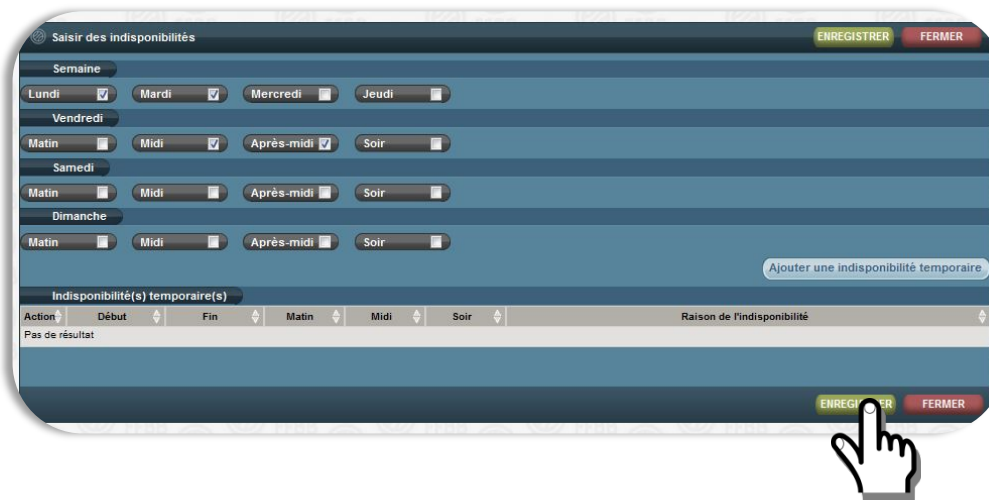 Saisir des indisponibilités ENREGISTRER FERMER
Semaine
Lundi Mardi Mercredi Jeudi
Vendredi
Matin Midi Après-midi Soir
Samedi
Matin Midi Après-midi Soir
Dimanche
Matin Midi Après-midi Soir
Ajouter une indisponibilité temporaire
Indisponibilité(s) temporaire(s)
Action Début Fin Matin Midi Soir Raison de l'indisponibilité
Pas de résultat
FERMER